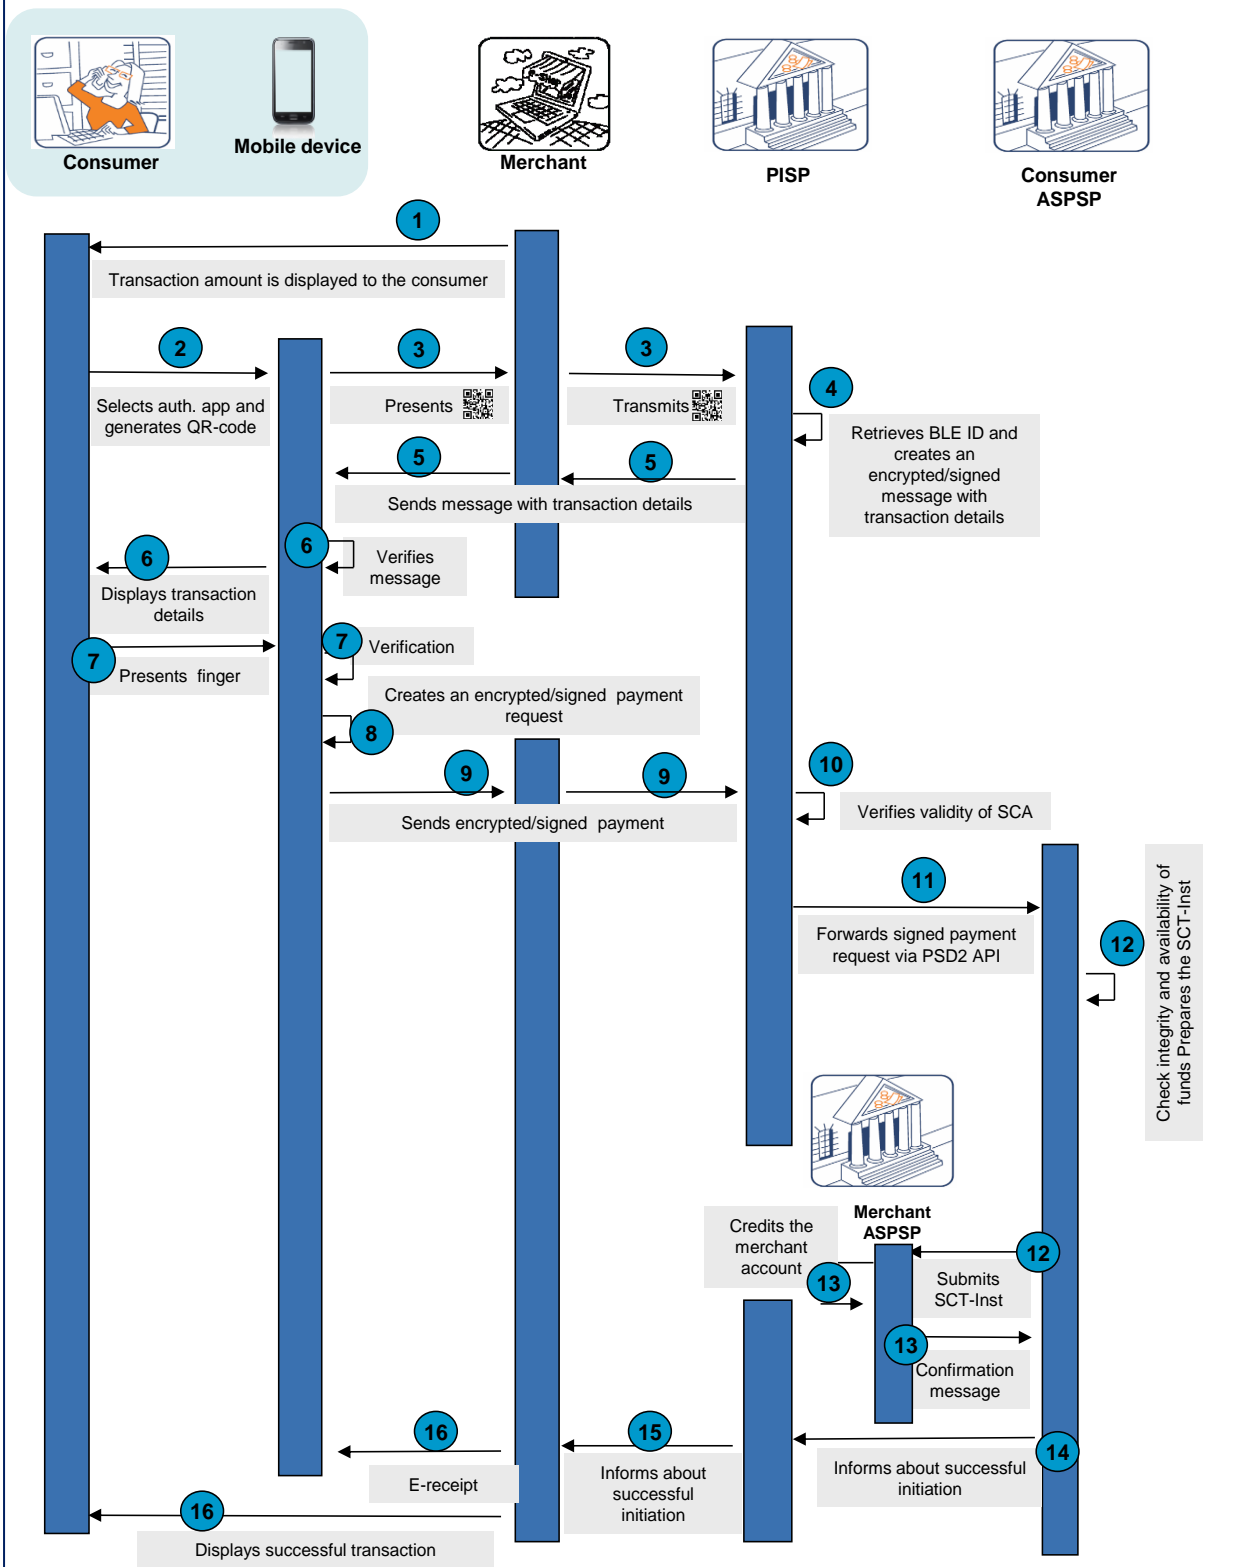 Consumer
Mobile device
e-Shop
Merchant
PISP
Consumer
ASPSP
1
Transaction amount is displayed to the consumer
2
3
3
4
Selects auth. app and
generates QR-code
Presents
Transmits
Retrieves BLE ID and
creates an
encrypted/signed
message with
transaction details
5
5
Sends message with transaction details
6
6
Verifies
message
Displays transaction
details
7
Presents finger
7
Verification
Creates an encrypted/signed payment
request
8
9
9
Sends encrypted/signed payment
10
Verifies validity of SCA
11
Forwards signed payment
request via PSD2 API
12
Check integrity and availability of
funds Prepares the SCT-Inst
Merchant
ASPSP
Credits the
merchant
account
12
Submits
SCT-Inst
13
13
Confirmation
message
14
Informs about successful
initiation
15
Informs about
successful
initiation
16
E-receipt
16
Displays successful transaction